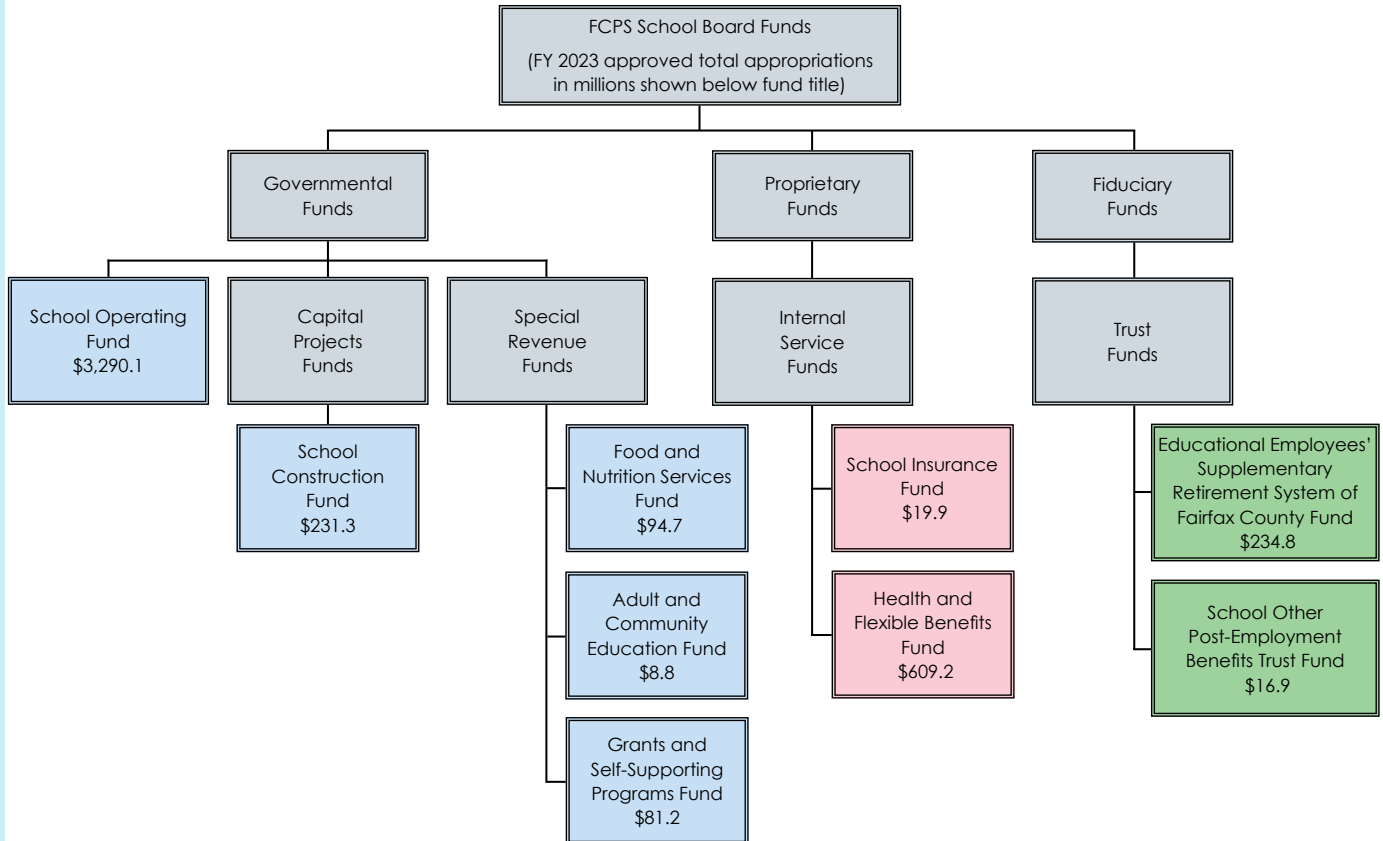 FCPS School Board Funds
(FY 2023 approved total appropriations
in millions shown below fund title)
Governmental
Funds
Proprietary
Funds
Fiduciary
Funds
School Operating
Fund
$3,290.1
Capital
Projects
Funds
Special
Revenue
Funds
Internal
Service
Funds
Trust
Funds
School
Construction
Fund
$231.3
Food and
Nutrition Services
Fund
$94.7
School Insurance
Fund
$19.9
Educational Employees’
Supplementary
Retirement System of
Fairfax County Fund
$234.8
Adult and
Community
Education Fund
$8.8
Health and
Flexible Benefits
Fund
$609.2
School Other
Post-Employment
Benefits Trust Fund
$16.9
Grants and
Self-Supporting
Programs Fund
$81.2